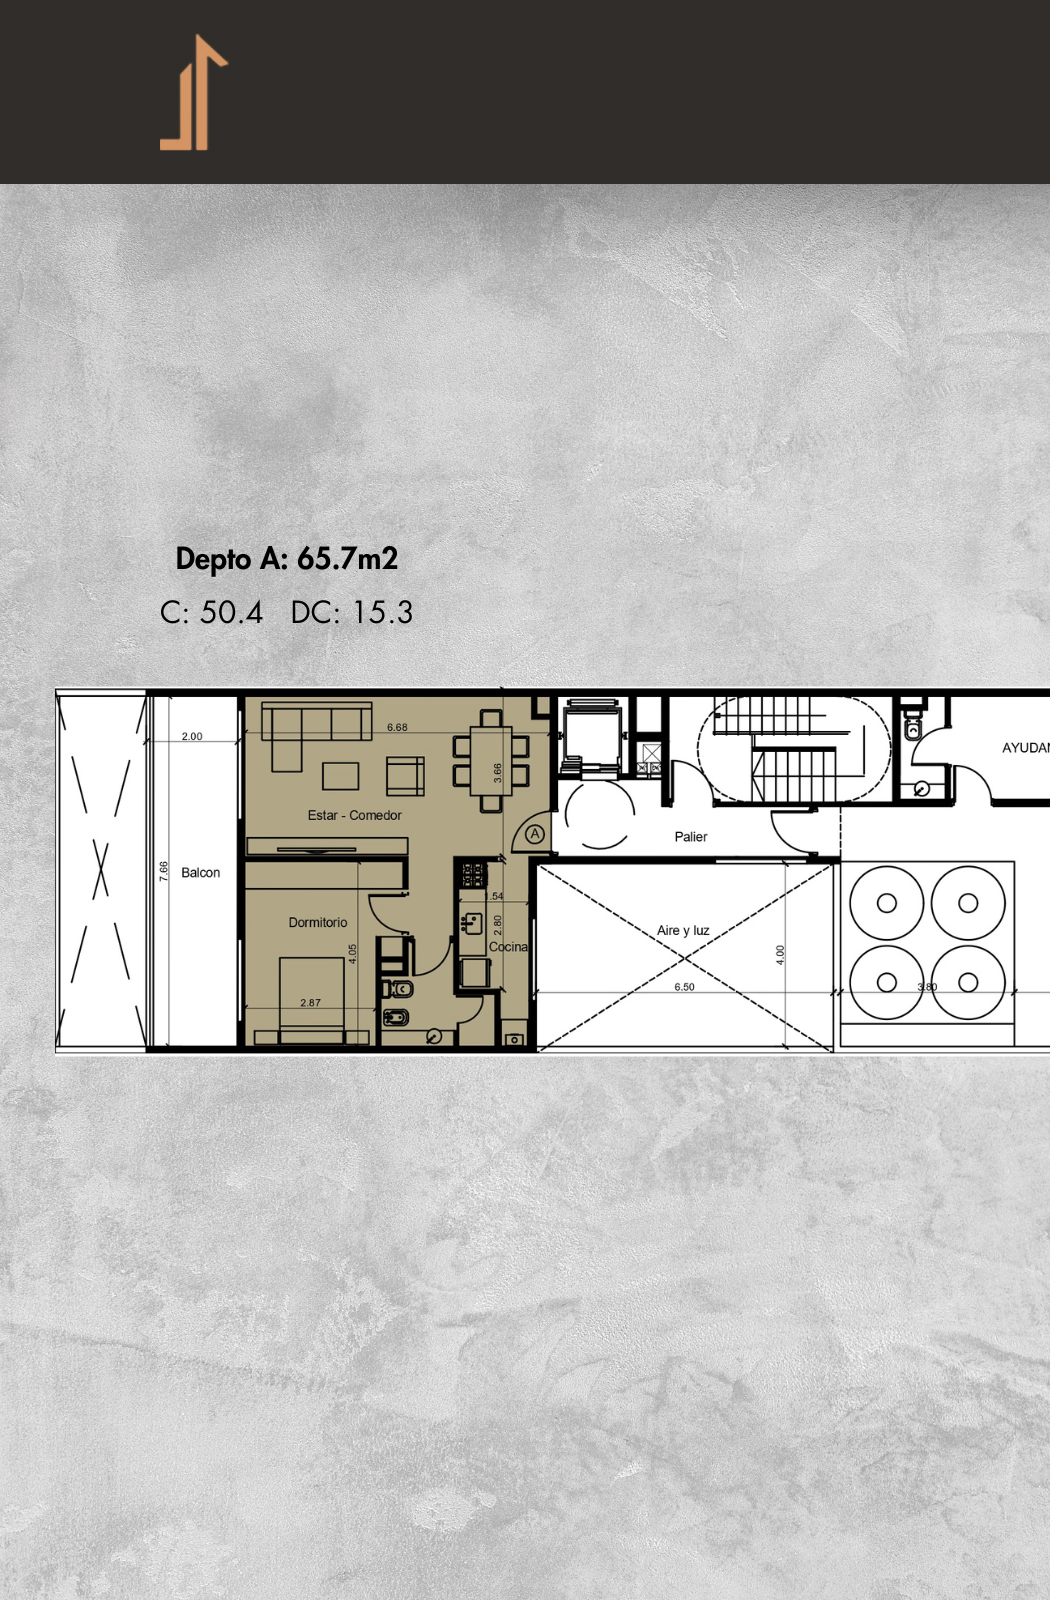 Depto A: 65.7m2
C: 50.4 DC: 15.3
2.00
6.68
3.66
Estar - Comedor
A
Palier
7.66
Balcon
Dormitorio
4.05
2.87
1.54
2.80
Cocina
Aire y luz
4.00
6.50
3.80